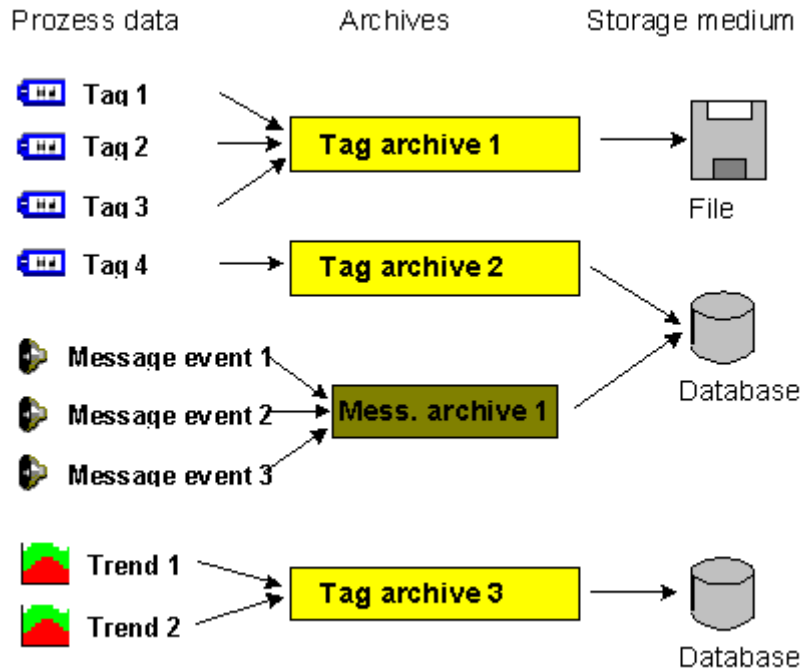 Prozess data
Archives
Storage medium
Tag 1
Tag 2
Tag 3
Tag archive 1
File
Tag 4
Tag archive 2
Message event 1
Message event 2
Message event 3
Mess. archive 1
Database
Trend 1
Trend 2
Tag archive 3
Database